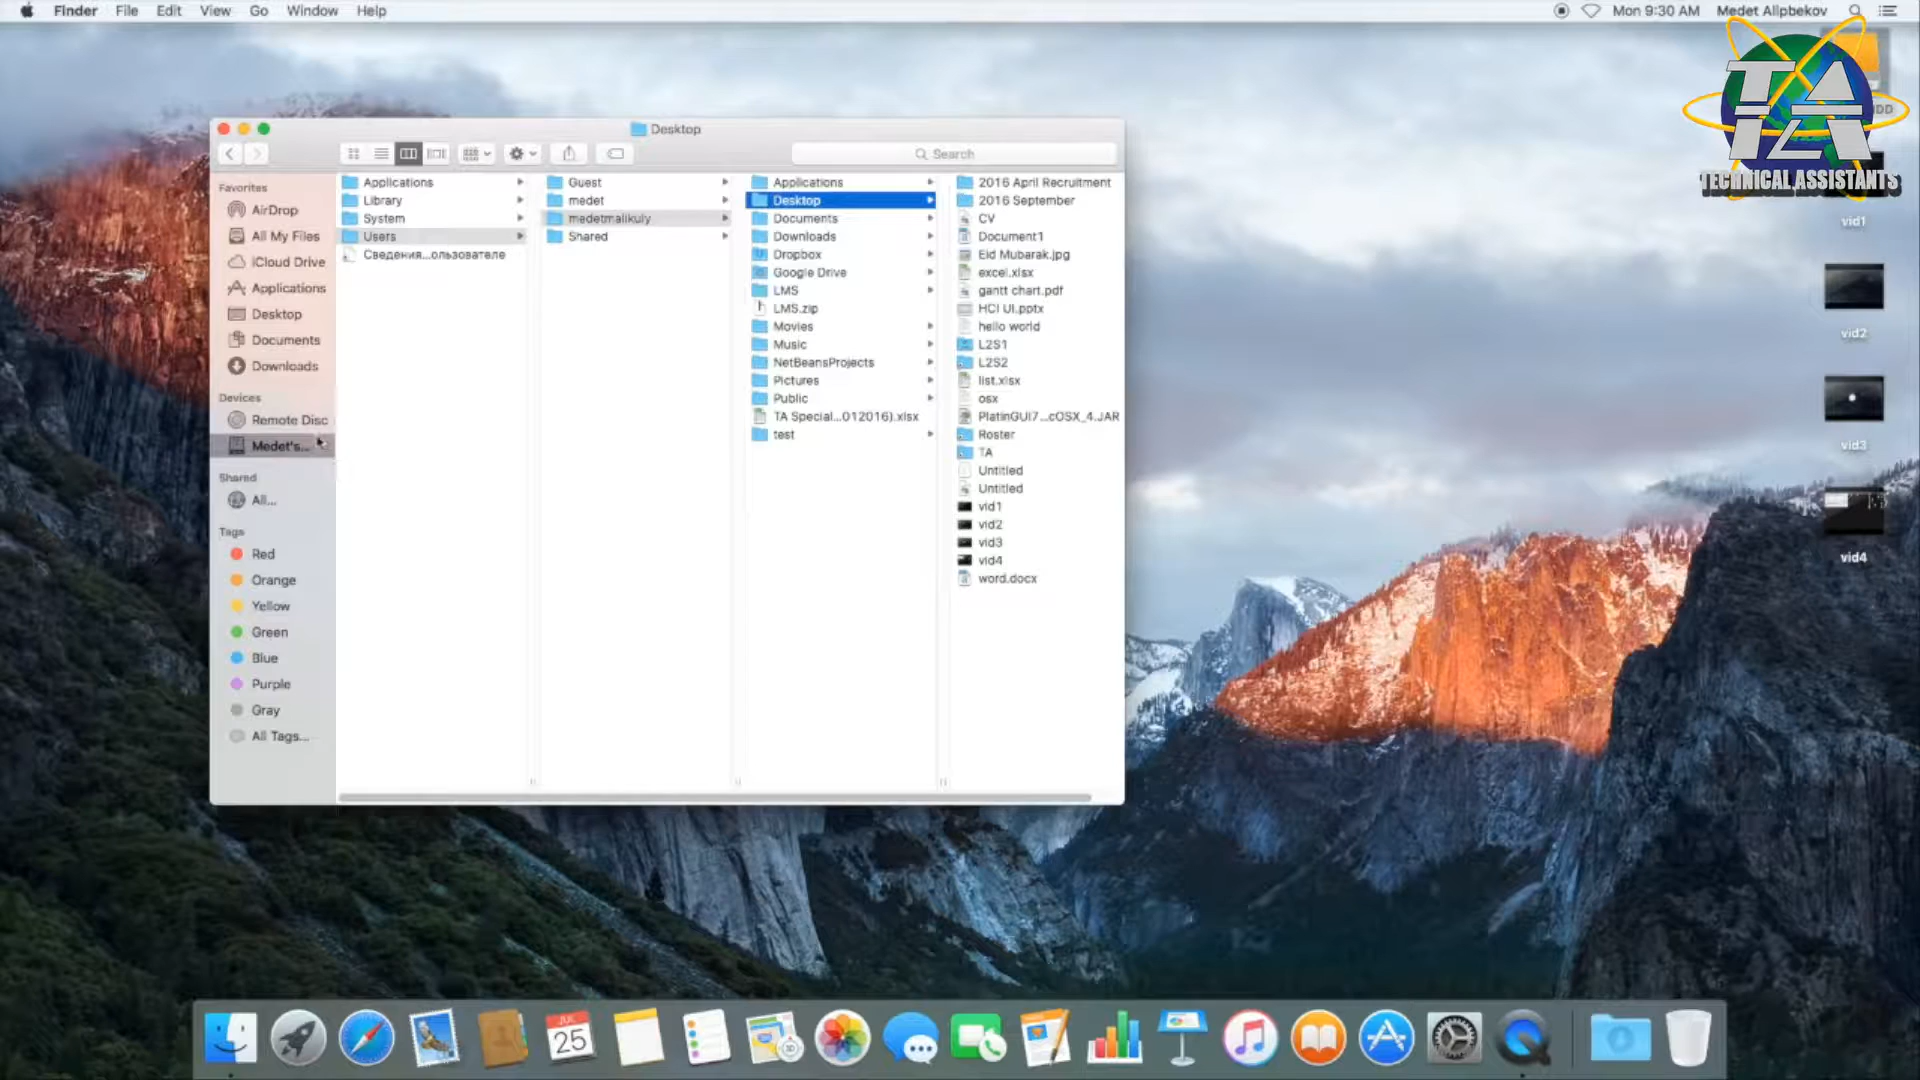 Finder File Edit View Go Window Help
Mon 9:30 AM Medet Alipbekov
TA
TECHNICAL ASSISTANTS
vid1
vid2
vid3
vid4
Desktop
Search
Favorites
AirDrop
All My Files
iCloud Drive
Applications
Desktop
Documents
Downloads
Devices
Remote Disc
Medet's...
Shared
All...
Tags
Red
Orange
Yellow
Green
Blue
Purple
Gray
All Tags...
Applications
Library
System
Users
Сведения...ользователе
Guest
medet
medetmalikuly
Shared
Applications
Desktop
Documents
Downloads
Dropbox
Google Drive
LMS
LMS.zip
Movies
Music
NetBeansProjects
Pictures
Public
TA Special...012016).xlsx
test
2016 April Recruitment
2016 September
CV
Document1
Eid Mubarak.jpg
excel.xlsx
gantt chart.pdf
HCI UI.pptx
hello world
L2S1
L2S2
list.xlsx
osx
PlatinGUI7...cOSX_4.JAR
Roster
TA
Untitled
Untitled
vid1
vid2
vid3
vid4
word.docx
JUL
25
3D